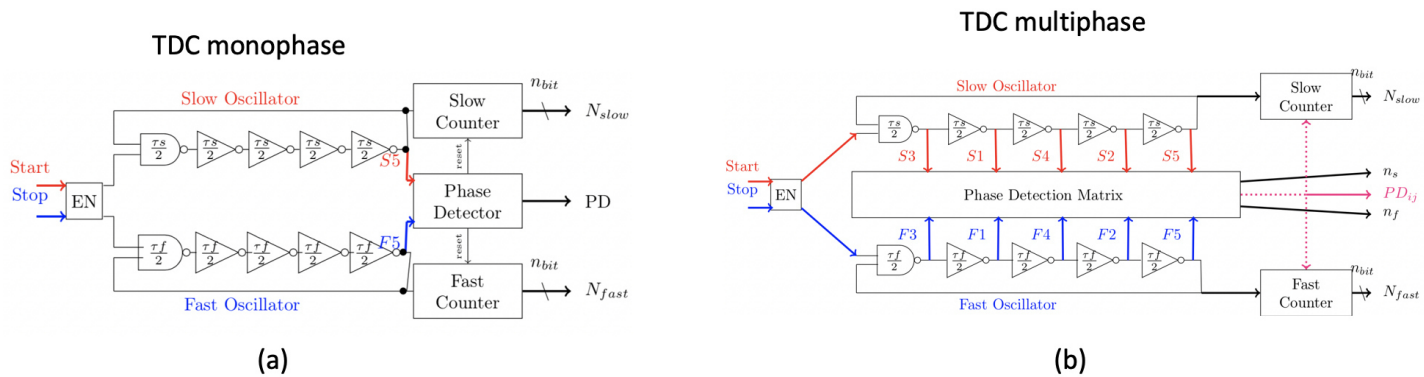 TDC monophase
Slow Oscillator
τs/2 τs/2 τs/2 τs/2 τs/2
S5
Start
Stop
EN
τf/2 τf/2 τf/2 τf/2 τf/2
F5
Fast Oscillator
Slow
Counter
n_bit
N_slow
reset
Phase
Detector
PD
reset
Fast
Counter
n_bit
N_fast
(a)
TDC multiphase
Slow Oscillator
τs/2 τs/2 τs/2 τs/2 τs/2
S3 S1 S4 S2 S5
Start
Stop
EN
Phase Detection Matrix
F3 F1 F4 F2 F5
τf/2 τf/2 τf/2 τf/2 τf/2
Fast Oscillator
Slow
Counter
n_bit
N_slow
n_s
PD_ij
n_f
Fast
Counter
n_bit
N_fast
(b)